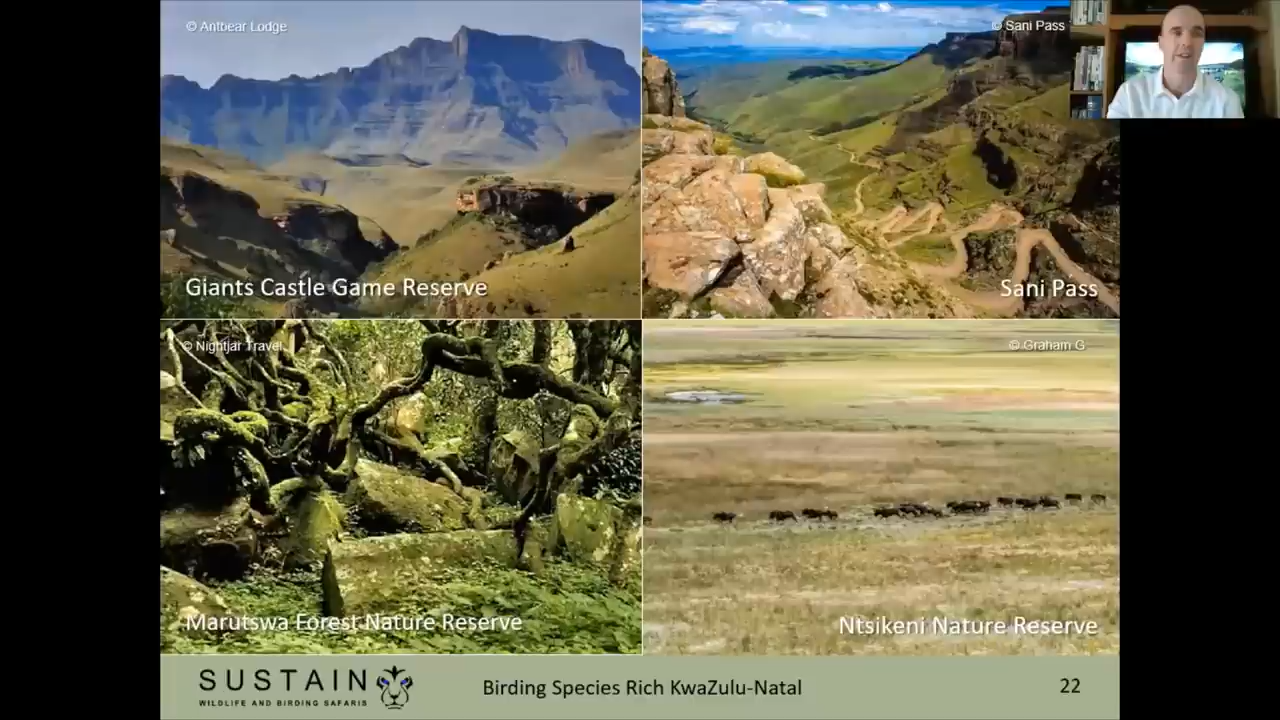 © Antbear Lodge
© Sani Pass
Giants Castle Game Reserve
Sani Pass
© Nightjar Travel
© Graham G
Marutswa Forest Nature Reserve
Ntsikeni Nature Reserve
SUSTAIN
WILDLIFE AND BIRDING SAFARIS
Birding Species Rich KwaZulu-Natal
22